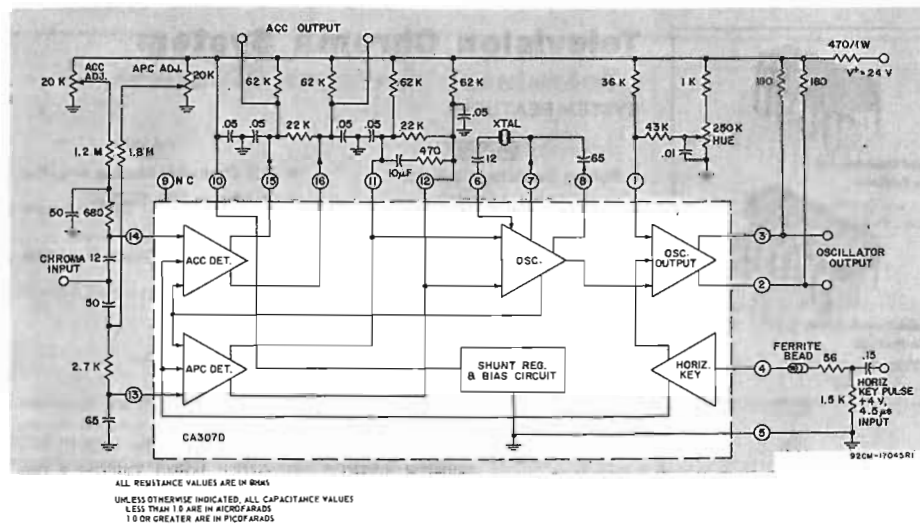 Television Chroma System
ACC OUTPUT
470/1W
V+=24 V
20 K
ACC ADJ.
APC ADJ.
20K
62 K
62 K
62 K
62 K
36 K
1 K
180
180
.05
.05
22 K
.05
.05
22 K
.05
XTAL
43K
250K
HUE
.01
1.2 M
1.8 M
470
10μF
12
65
9 NC
10
15
16
11
12
6
7
8
1
50
680
14
CHROMA
INPUT
12
50
ACC DET.
OSC.
OSC.
OUTPUT
3
OSCILLATOR
OUTPUT
2
2.7 K
APC DET.
SHUNT REG.
& BIAS CIRCUIT
HORIZ.
KEY
4
FERRITE
BEAD
56
.15
HORIZ
KEY PULSE
+4V,
4.5μs
INPUT
1.5 K
13
65
CA3070
5
92CM-17045R1
ALL RESISTANCE VALUES ARE IN OHMS
UNLESS OTHERWISE INDICATED, ALL CAPACITANCE VALUES
LESS THAN 1.0 ARE IN MICROFARADS
1.0 OR GREATER ARE IN PICOFARADS